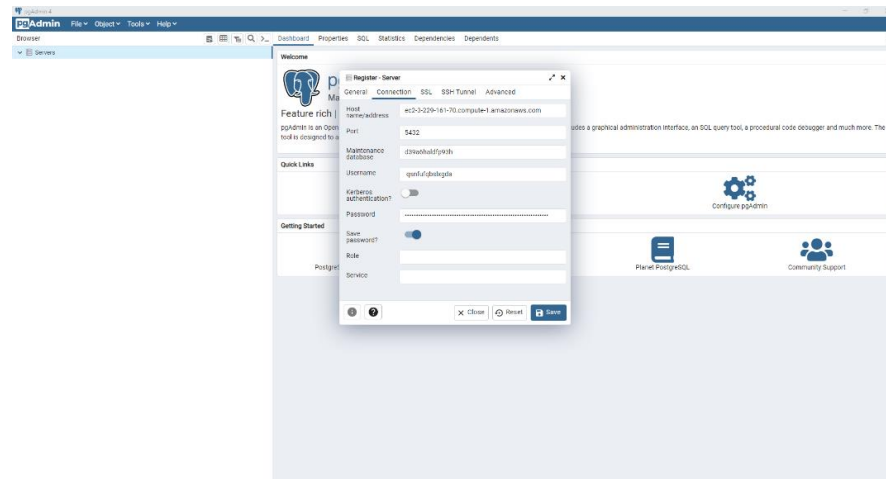 pgAdmin 4
pgAdmin File Object Tools Help
Browser
Dashboard Properties SQL Statistics Dependencies Dependents
Servers
Welcome
Register - Server
General Connection SSL SSH Tunnel Advanced
Feature rich |
Host name/address ec2-3-229-161-70.compute-1.amazonaws.com
pgAdmin is an Open
udes a graphical administration interface, an SQL query tool, a procedural code debugger and much more. The
tool is designed to a
Port 5432
Maintenance database
Quick Links
Username
Kerberos authentication?
Configure pgAdmin
Password
Getting Started
Save password?
Role
Postgre
Planet PostgreSQL
Community Support
Service
Close Reset Save